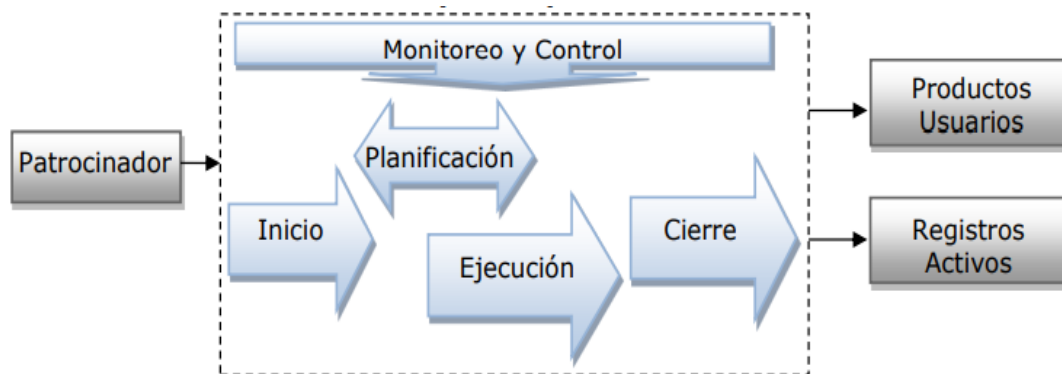 Monitoreo y Control
Patrocinador
Planificación
Inicio
Ejecución
Cierre
Productos
Usuarios
Registros
Activos